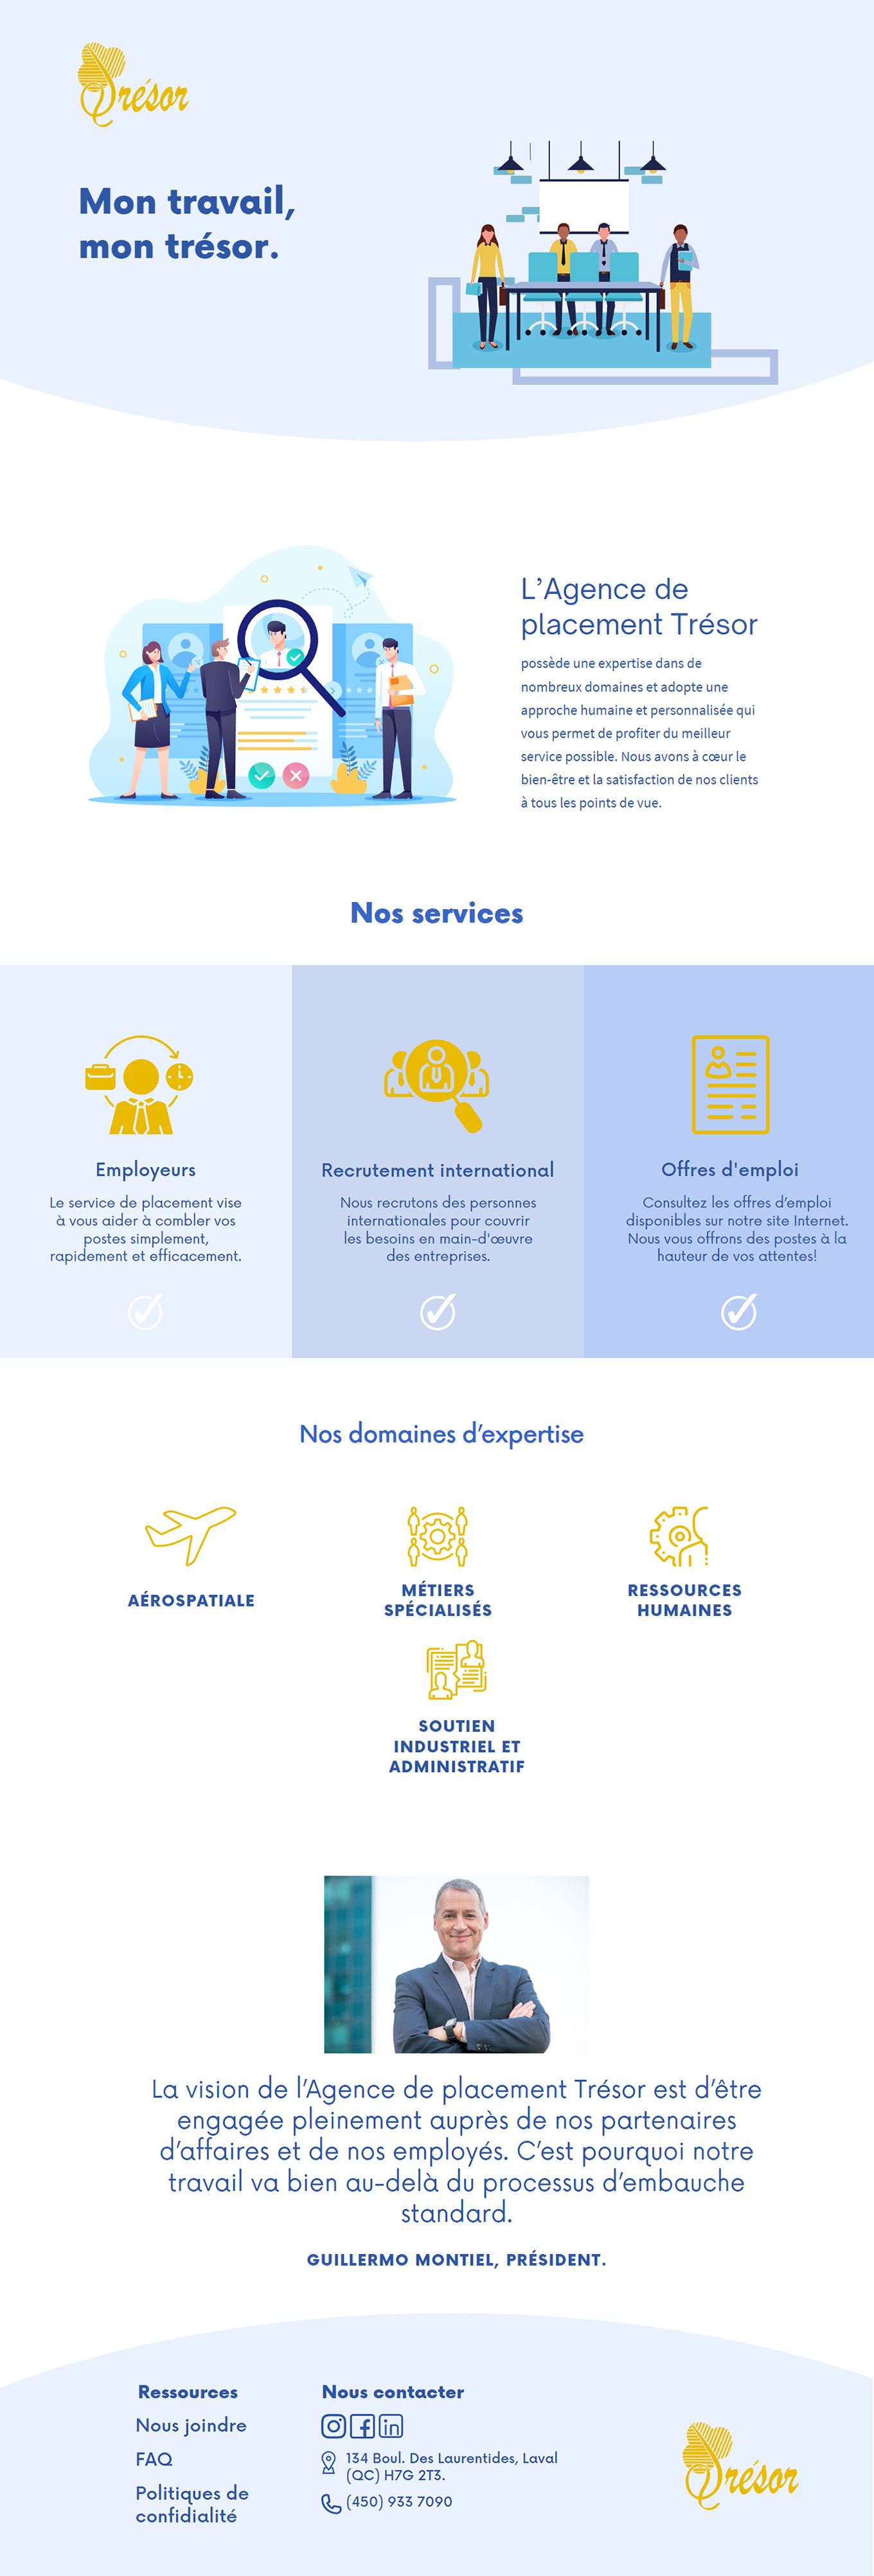 Trésor
Mon travail,
mon trésor.
L’Agence de
placement Trésor
possède une expertise dans de
nombreux domaines et adopte une
approche humaine et personnalisée qui
vous permet de profiter du meilleur
service possible. Nous avons à cœur le
bien-être et la satisfaction de nos clients
à tous les points de vue.
Nos services
Employeurs
Le service de placement vise
à vous aider à combler vos
postes simplement,
rapidement et efficacement.
Recrutement international
Nous recrutons des personnes
internationales pour couvrir
les besoins en main-d'œuvre
des entreprises.
Offres d'emploi
Consultez les offres d’emploi
disponibles sur notre site Internet.
Nous vous offrons des postes à la
hauteur de vos attentes!
Nos domaines d’expertise
AÉROSPATIALE
MÉTIERS
SPÉCIALISÉS
RESSOURCES
HUMAINES
SOUTIEN
INDUSTRIEL ET
ADMINISTRATIF
La vision de l’Agence de placement Trésor est d’être
engagée pleinement auprès de nos partenaires
d’affaires et de nos employés. C’est pourquoi notre
travail va bien au-delà du processus d’embauche
standard.
GUILLERMO MONTIEL, PRÉSIDENT.
Ressources
Nous joindre
FAQ
Politiques de
confidialité
Nous contacter
134 Boul. Des Laurentides, Laval
(QC) H7G 2T3.
(450) 933 7090
Trésor